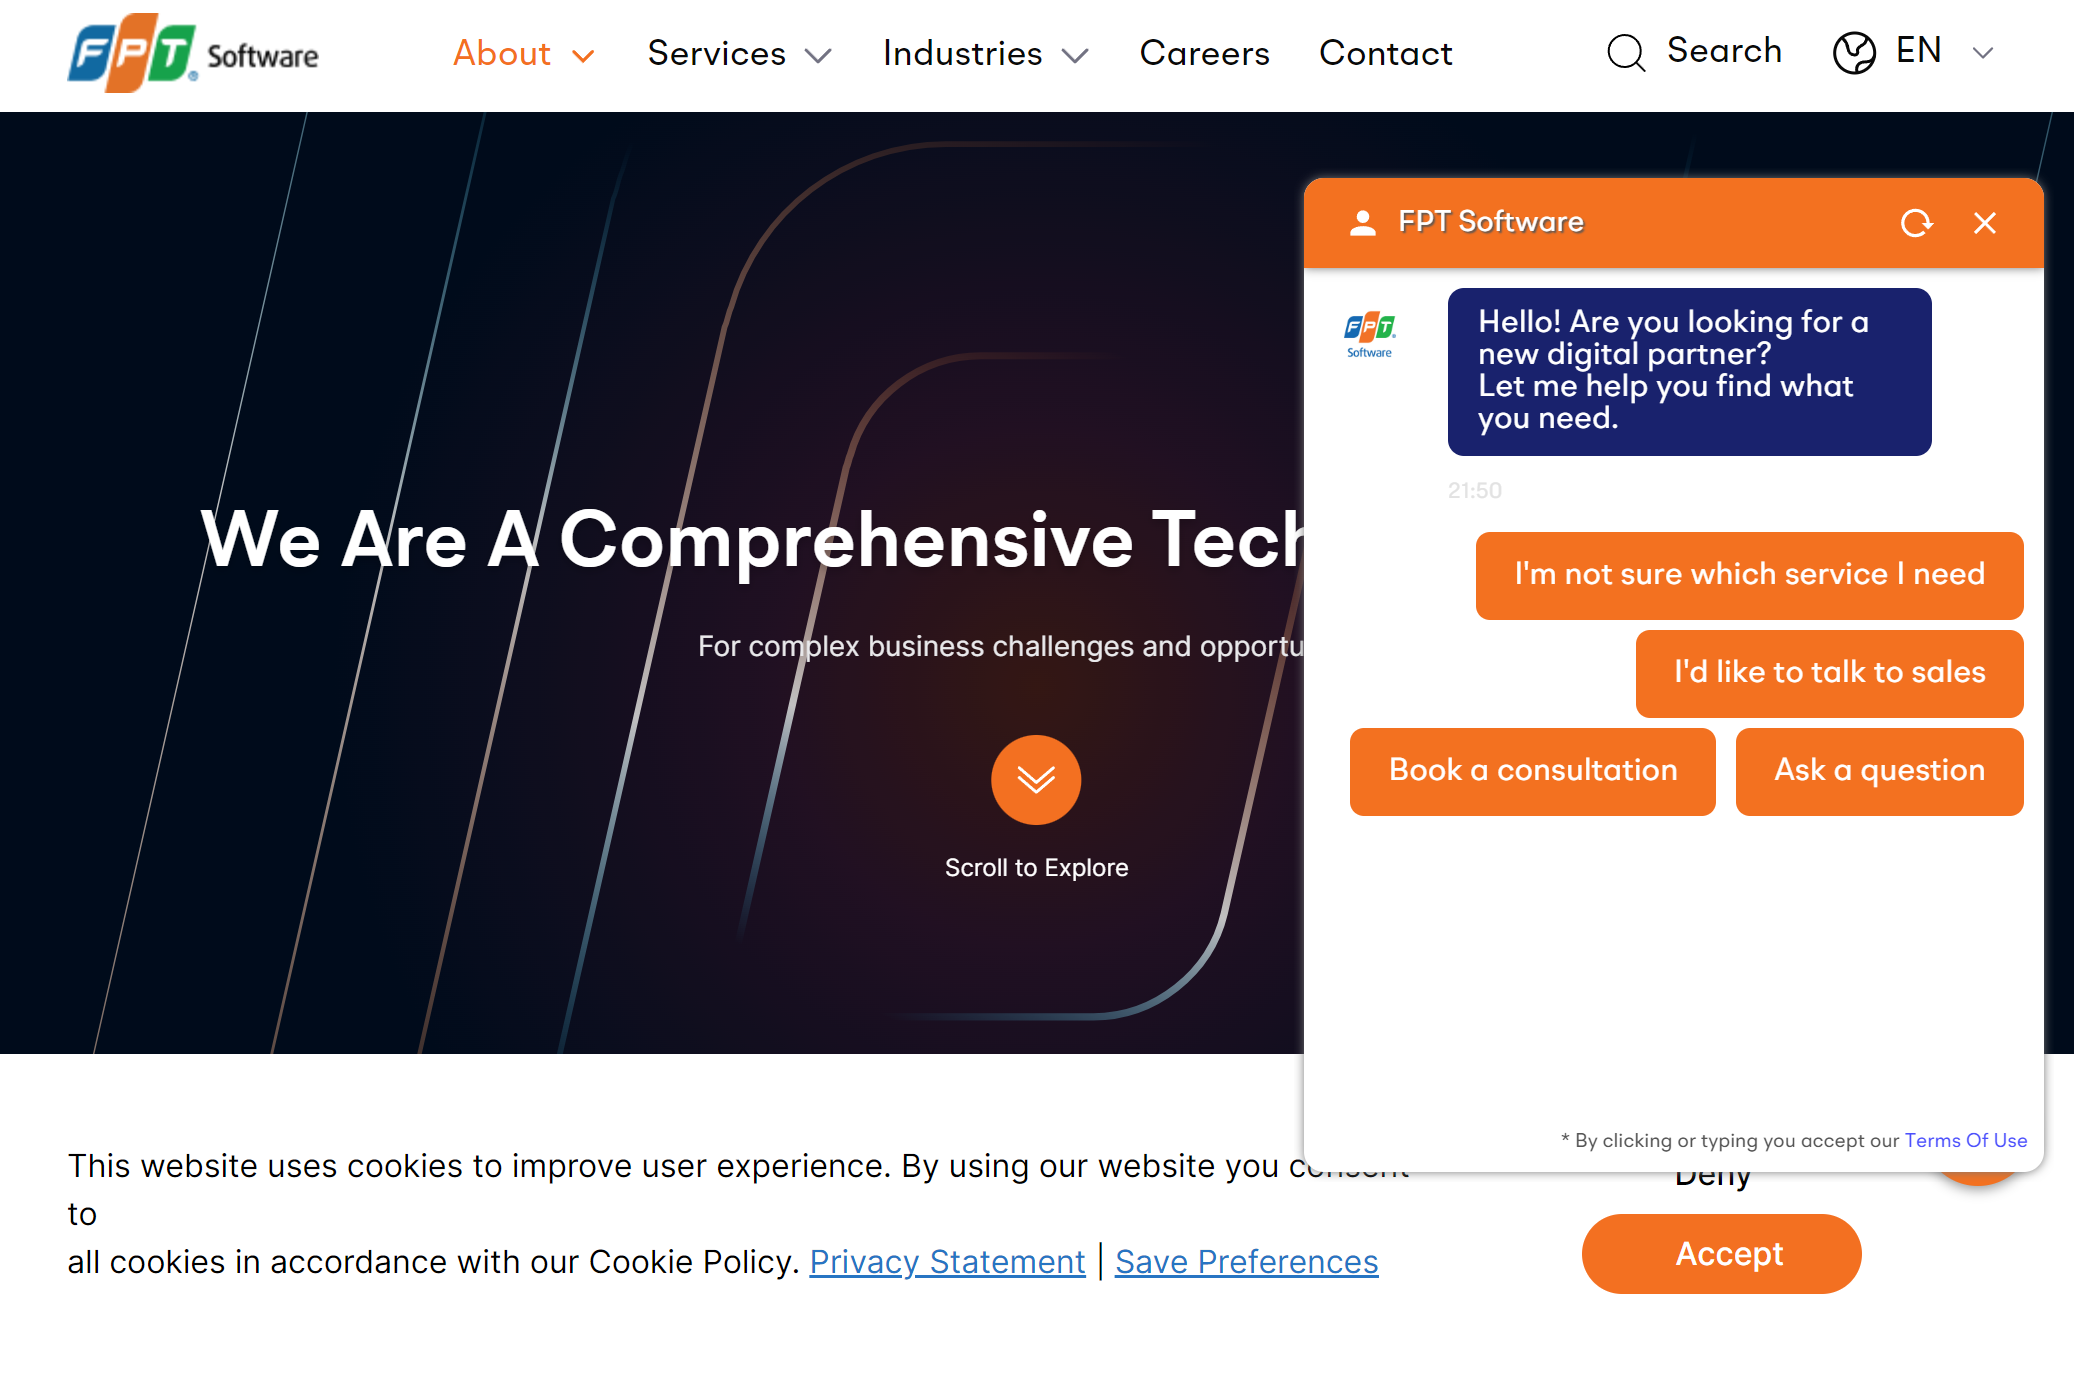 FPT Software
About
Services
Industries
Careers
Contact
Search
EN
We Are A Comprehensive Tech
For complex business challenges and opportu
Scroll to Explore
FPT Software
FPT
Software
Hello! Are you looking for a
new digital partner?
Let me help you find what
you need.
21:50
I'm not sure which service I need
I'd like to talk to sales
Book a consultation
Ask a question
* By clicking or typing you accept our Terms Of Use
This website uses cookies to improve user experience. By using our website you consent
to
all cookies in accordance with our Cookie Policy. Privacy Statement | Save Preferences
Deny
Accept